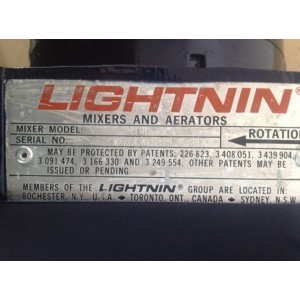 LIGHTNIN®
MIXERS AND AERATORS
MIXER MODEL:
SERIAL NO. ROTATIO
MAY BE PROTECTED BY PATENTS: 226 823, 3 408 051, 3 439 904,
3 091 474, 3 166 330 AND 3 249 554. OTHER PATENTS MAY BE
ISSUED OR PENDING
MEMBERS OF THE LIGHTNIN® GROUP ARE LOCATED IN:
ROCHESTER, N.Y., U.S.A. TORONTO, ONT., CANADA SYDNEY, N.S.W.